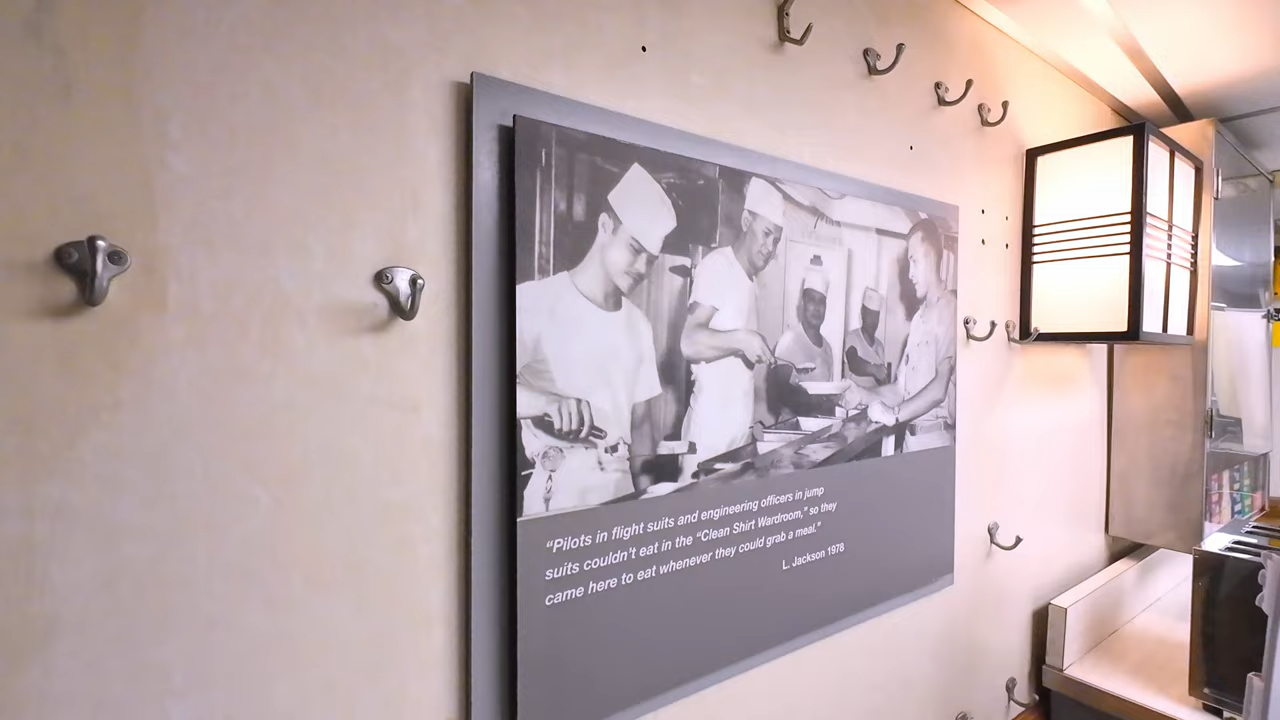 “Pilots in flight suits and engineering officers in jump
suits couldn’t eat in the “Clean Shirt Wardroom,” so they
came here to eat whenever they could grab a meal.”
L. Jackson 1978